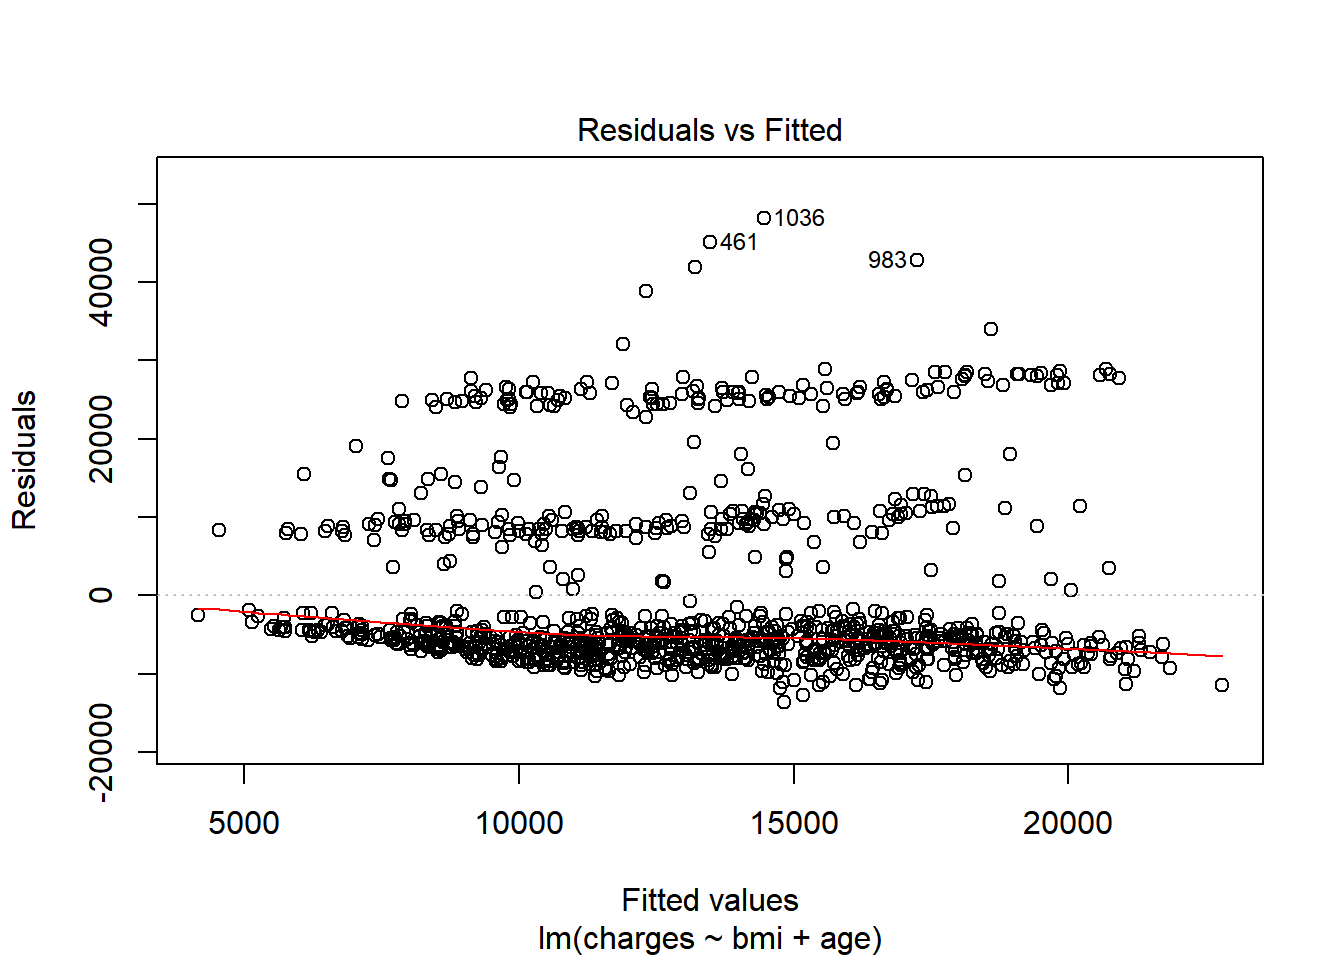 Residuals vs Fitted
1036
461
983
Residuals
40000
20000
0
-20000
5000 10000 15000 20000
Fitted values
lm(charges ~ bmi + age)